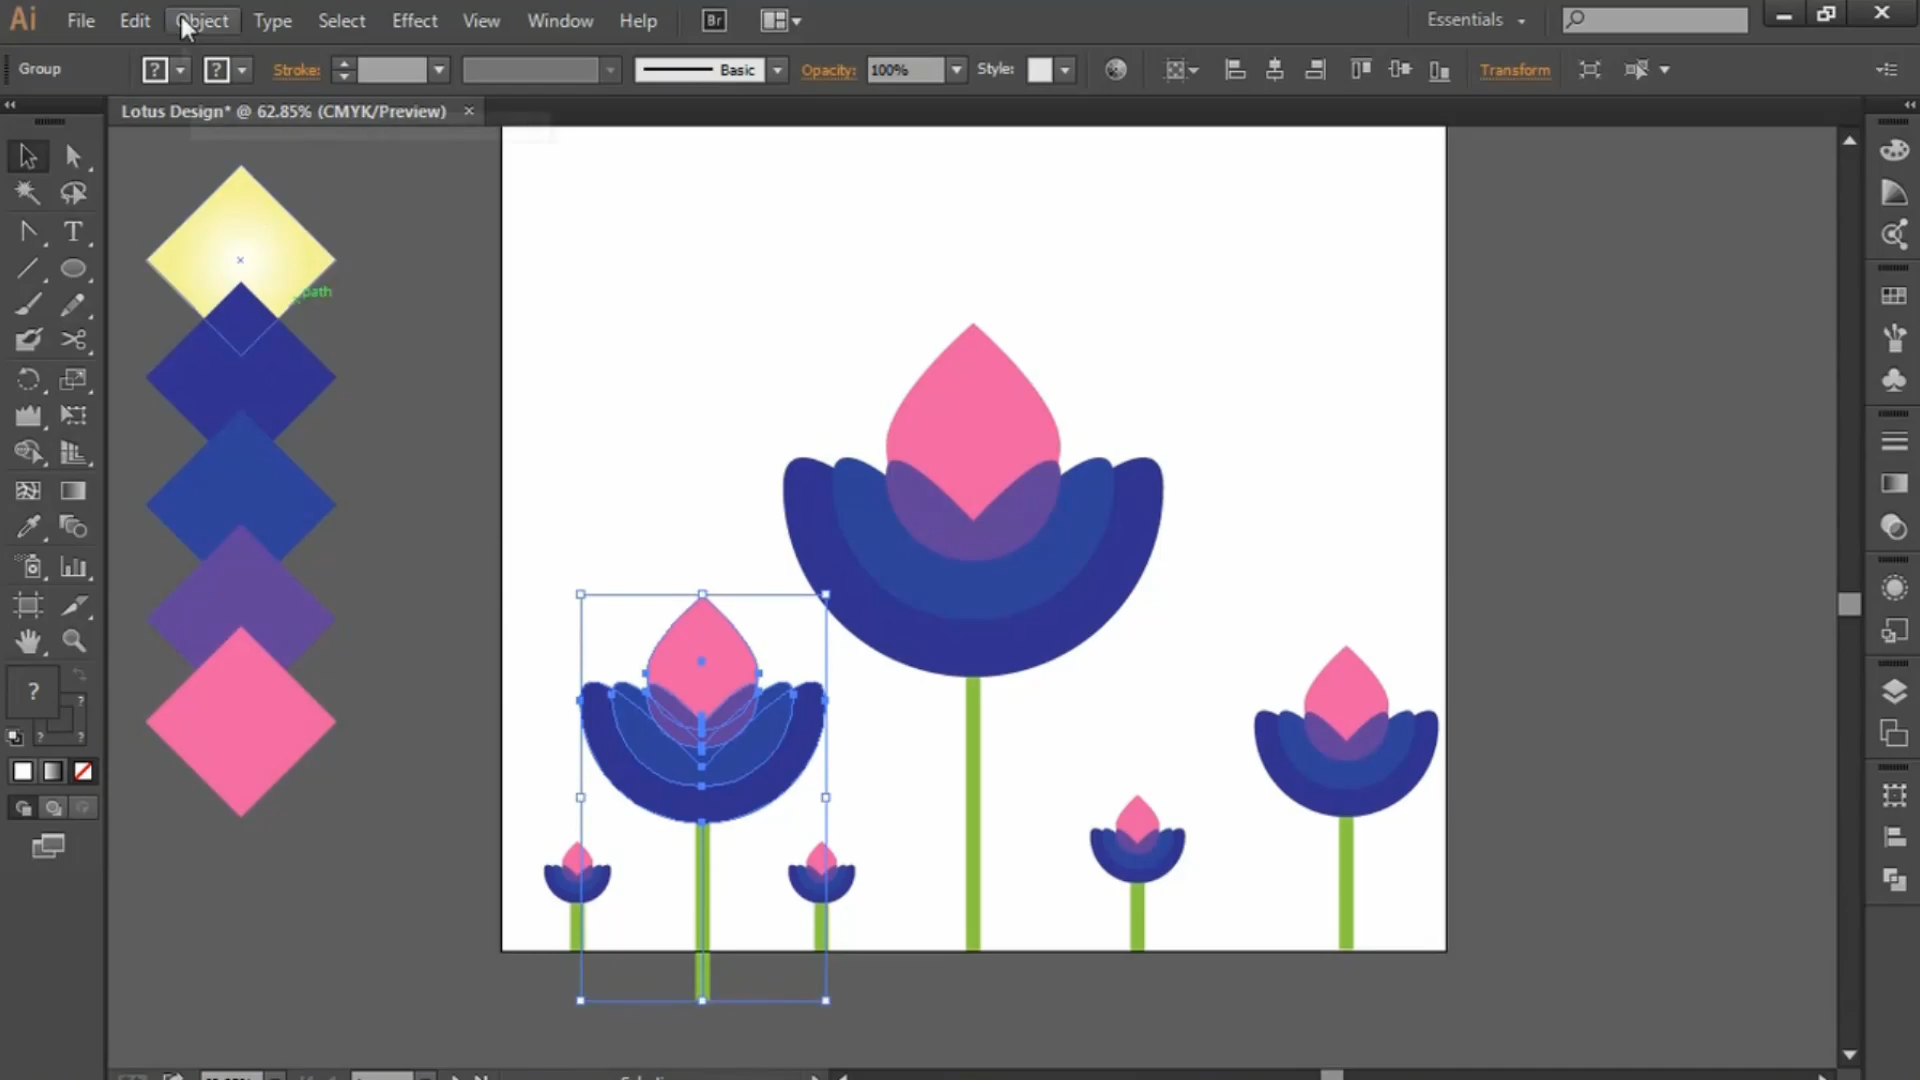 Ai File Edit Object Type Select Effect View Window Help Br Essentials
Group ? ? Stroke: Basic Opacity: 100% Style: Transform
Lotus Design* @ 62.85% (CMYK/Preview) ×
path
T
?
?
? ?